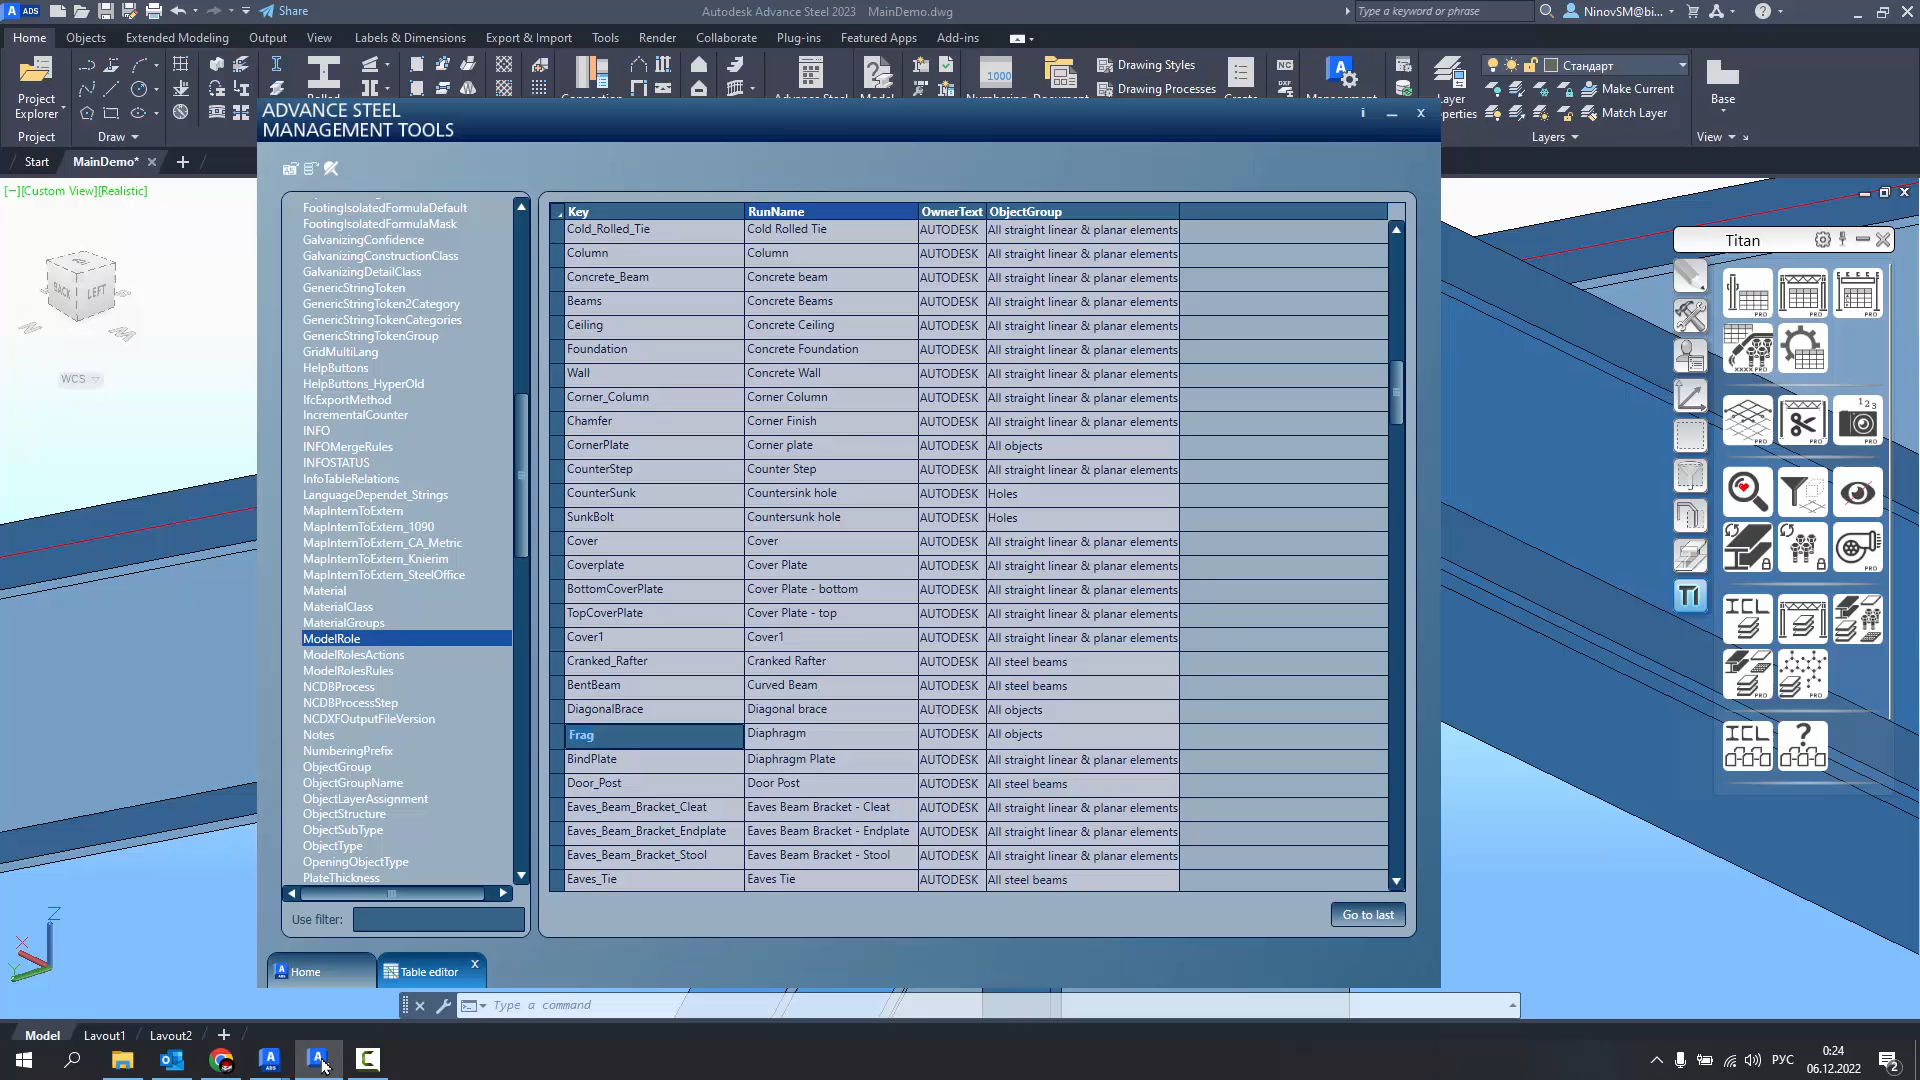 Share
Autodesk Advance Steel 2023 MainDemo.dwg
Type a keyword or phrase
NinovSM@bi...
Home Objects Extended Modeling Output View Labels & Dimensions Export & Import Tools Render Collaborate Plug-ins Featured Apps Add-ins
Project
Explorer
Project
Draw
Drawing Styles
Drawing Processes
Стандарт
Make Current
Match Layer
Layers
Base
View
ADVANCE STEEL
MANAGEMENT TOOLS
Start MainDemo*
[−][Custom View][Realistic]
BACK LEFT
WCS
FootingIsolatedFormulaDefault
FootingIsolatedFormulaMask
GalvanizingConfidence
GalvanizingConstructionClass
GalvanizingDetailClass
GenericStringToken
GenericStringToken2Category
GenericStringTokenCategories
GenericStringTokenGroup
GridMultiLang
HelpButtons
HelpButtons_HyperOld
IfcExportMethod
IncrementalCounter
INFO
INFOMergeRules
INFOSTATUS
InfoTableRelations
LanguageDependet_Strings
MapInternToExtern
MapInternToExtern_1090
MapInternToExtern_CA_Metric
MapInternToExtern_Knierim
MapInternToExtern_SteelOffice
Material
MaterialClass
MaterialGroups
ModelRole
ModelRolesActions
ModelRolesRules
NCDBProcess
NCDBProcessStep
NCDXFOutputFileVersion
Notes
NumberingPrefix
ObjectGroup
ObjectGroupName
ObjectLayerAssignment
ObjectStructure
ObjectSubType
ObjectType
OpeningObjectType
PlateThickness
Use filter:
Key RunName OwnerText ObjectGroup
Cold_Rolled_Tie Cold Rolled Tie AUTODESK All straight linear & planar elements
Column Column AUTODESK All straight linear & planar elements
Concrete_Beam Concrete beam AUTODESK All straight linear & planar elements
Beams Concrete Beams AUTODESK All straight linear & planar elements
Ceiling Concrete Ceiling AUTODESK All straight linear & planar elements
Foundation Concrete Foundation AUTODESK All straight linear & planar elements
Wall Concrete Wall AUTODESK All straight linear & planar elements
Corner_Column Corner Column AUTODESK All straight linear & planar elements
Chamfer Corner Finish AUTODESK All straight linear & planar elements
CornerPlate Corner plate AUTODESK All objects
CounterStep Counter Step AUTODESK All straight linear & planar elements
CounterSunk Countersink hole AUTODESK Holes
SunkBolt Countersunk hole AUTODESK Holes
Cover Cover AUTODESK All straight linear & planar elements
Coverplate Cover Plate AUTODESK All straight linear & planar elements
BottomCoverPlate Cover Plate - bottom AUTODESK All straight linear & planar elements
TopCoverPlate Cover Plate - top AUTODESK All straight linear & planar elements
Cover1 Cover1 AUTODESK All straight linear & planar elements
Cranked_Rafter Cranked Rafter AUTODESK All steel beams
BentBeam Curved Beam AUTODESK All steel beams
DiagonalBrace Diagonal brace AUTODESK All objects
Frag Diaphragm AUTODESK All objects
BindPlate Diaphragm Plate AUTODESK All straight linear & planar elements
Door_Post Door Post AUTODESK All steel beams
Eaves_Beam_Bracket_Cleat Eaves Beam Bracket - Cleat AUTODESK All straight linear & planar elements
Eaves_Beam_Bracket_Endplate Eaves Beam Bracket - Endplate AUTODESK All straight linear & planar elements
Eaves_Beam_Bracket_Stool Eaves Beam Bracket - Stool AUTODESK All straight linear & planar elements
Eaves_Tie Eaves Tie AUTODESK All steel beams
Go to last
Home Table editor
Titan
Type a command
Model Layout1 Layout2
РУС
0:24
06.12.2022